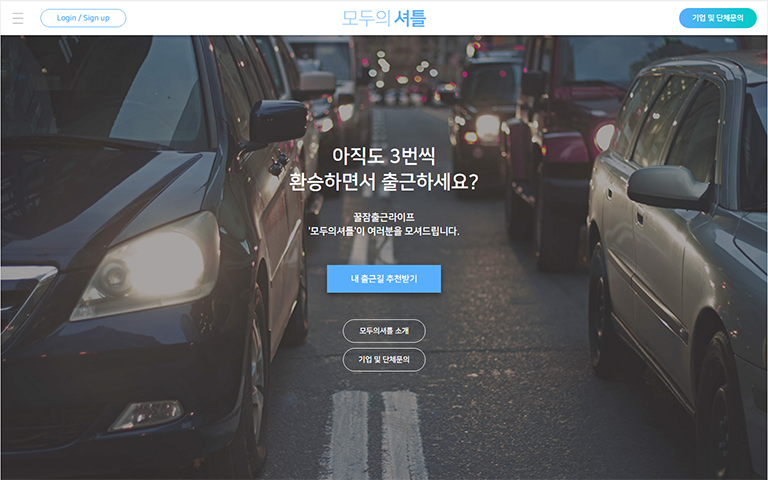 Login / Sign up
모두의 셔틀
기업 및 단체문의
아직도 3번씩
환승하면서 출근하세요?
꿀잠출근라이프
'모두의셔틀'이 여러분을 모셔드립니다.
내 출근길 추천받기
모두의셔틀 소개
기업 및 단체문의